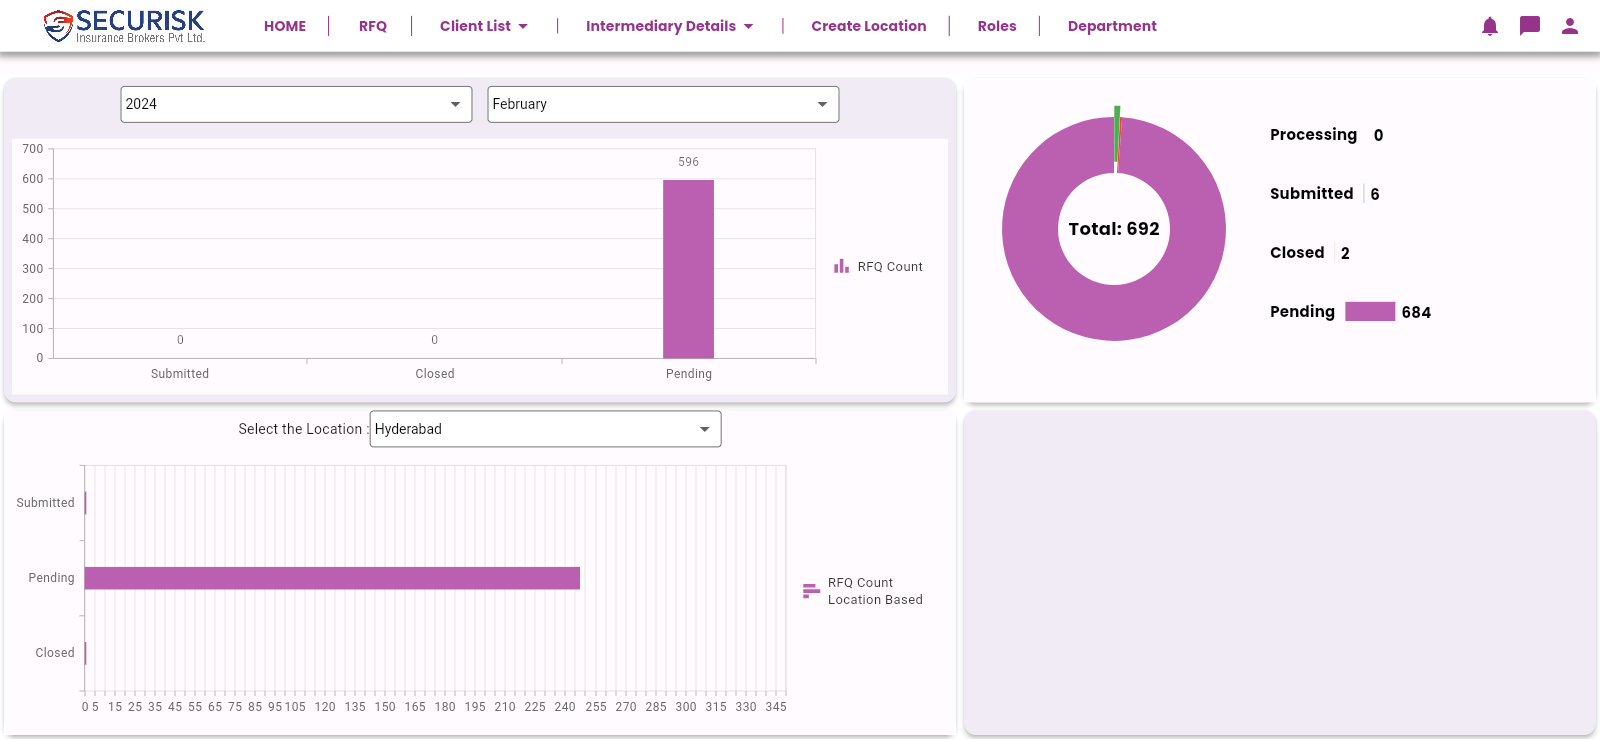 SECURISK
Insurance Brokers Pvt Ltd.
HOME
RFQ
Client List
Intermediary Details
Create Location
Roles
Department
2024
February
700
600
500
400
300
200
100
0
596
0
0
Submitted
Closed
Pending
RFQ Count
Total: 692
Processing 0
Submitted 6
Closed 2
Pending 684
Select the Location :
Hyderabad
Submitted
Pending
Closed
0 5 15 25 35 45 55 65 75 85 95 105 120 135 150 165 180 195 210 225 240 255 270 285 300 315 330 345
RFQ Count
Location Based